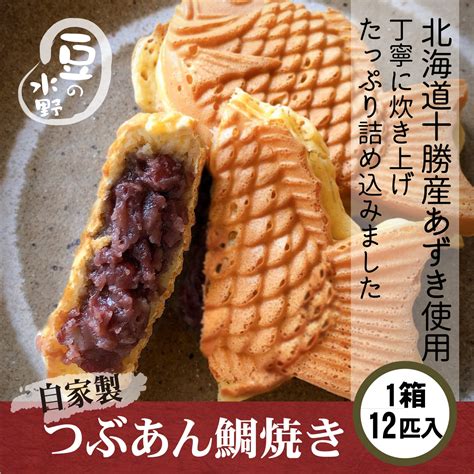 豆の
水野
北海道十勝産あずき使用
丁寧に炊き上げ
たっぷり詰め込みました
自家製
つぶあん鯛焼き
1箱
12匹入